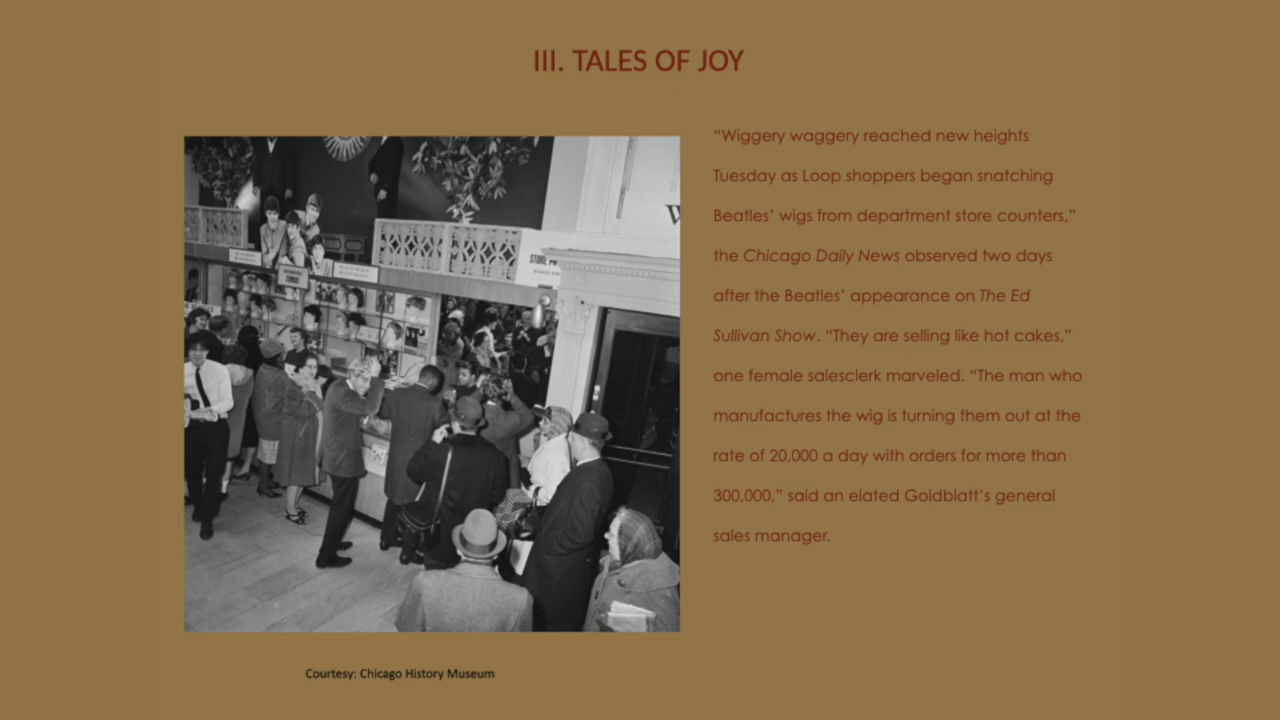 III. TALES OF JOY
“Wiggery waggery reached new heights
Tuesday as Loop shoppers began snatching
Beatles’ wigs from department store counters,”
the Chicago Daily News observed two days
after the Beatles’ appearance on The Ed
Sullivan Show. “They are selling like hot cakes,”
one female salesclerk marveled. “The man who
manufactures the wig is turning them out at the
rate of 20,000 a day with orders for more than
300,000,” said an elated Goldblatt’s general
sales manager.
STORE
W
Courtesy: Chicago History Museum